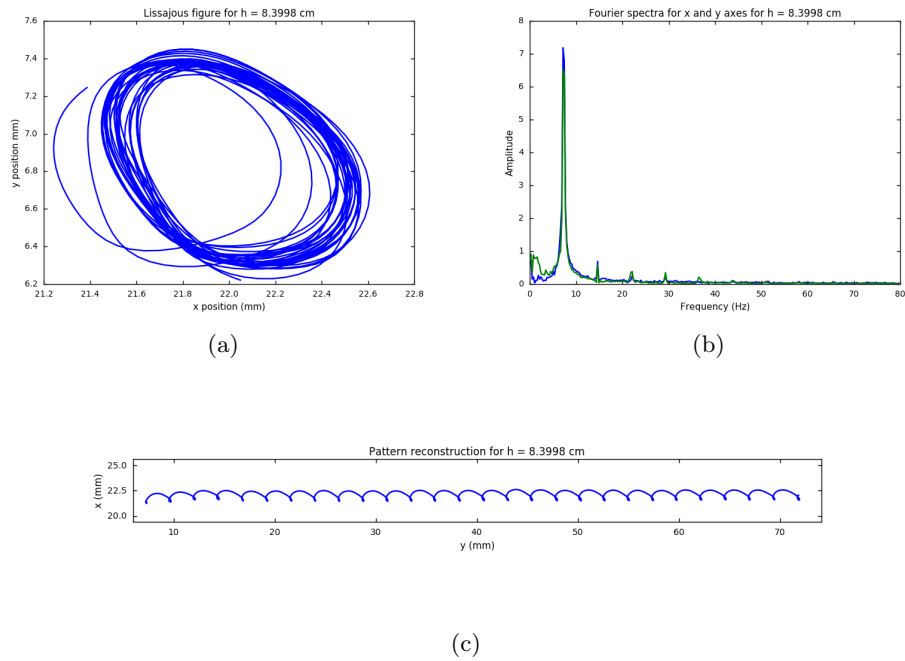 Lissajous figure for h = 8.3998 cm
7.6
7.4
7.2
7.0
6.8
6.6
6.4
6.2
y position mm)
21.2 21.4 21.6 21.8 22.0 22.2 22.4 22.6 22.8
x position (mm)
(a)
Fourier spectra for x and y axes for h = 8.3998 cm
8
7
6
5
4
3
2
1
0
Amplitude
0 10 20 30 40 50 60 70 80
Frequency (Hz)
(b)
Pattern reconstruction for h = 8.3998 cm
25.0
22.5
20.0
x (mm)
10 20 30 40 50 60 70
y (mm)
(c)